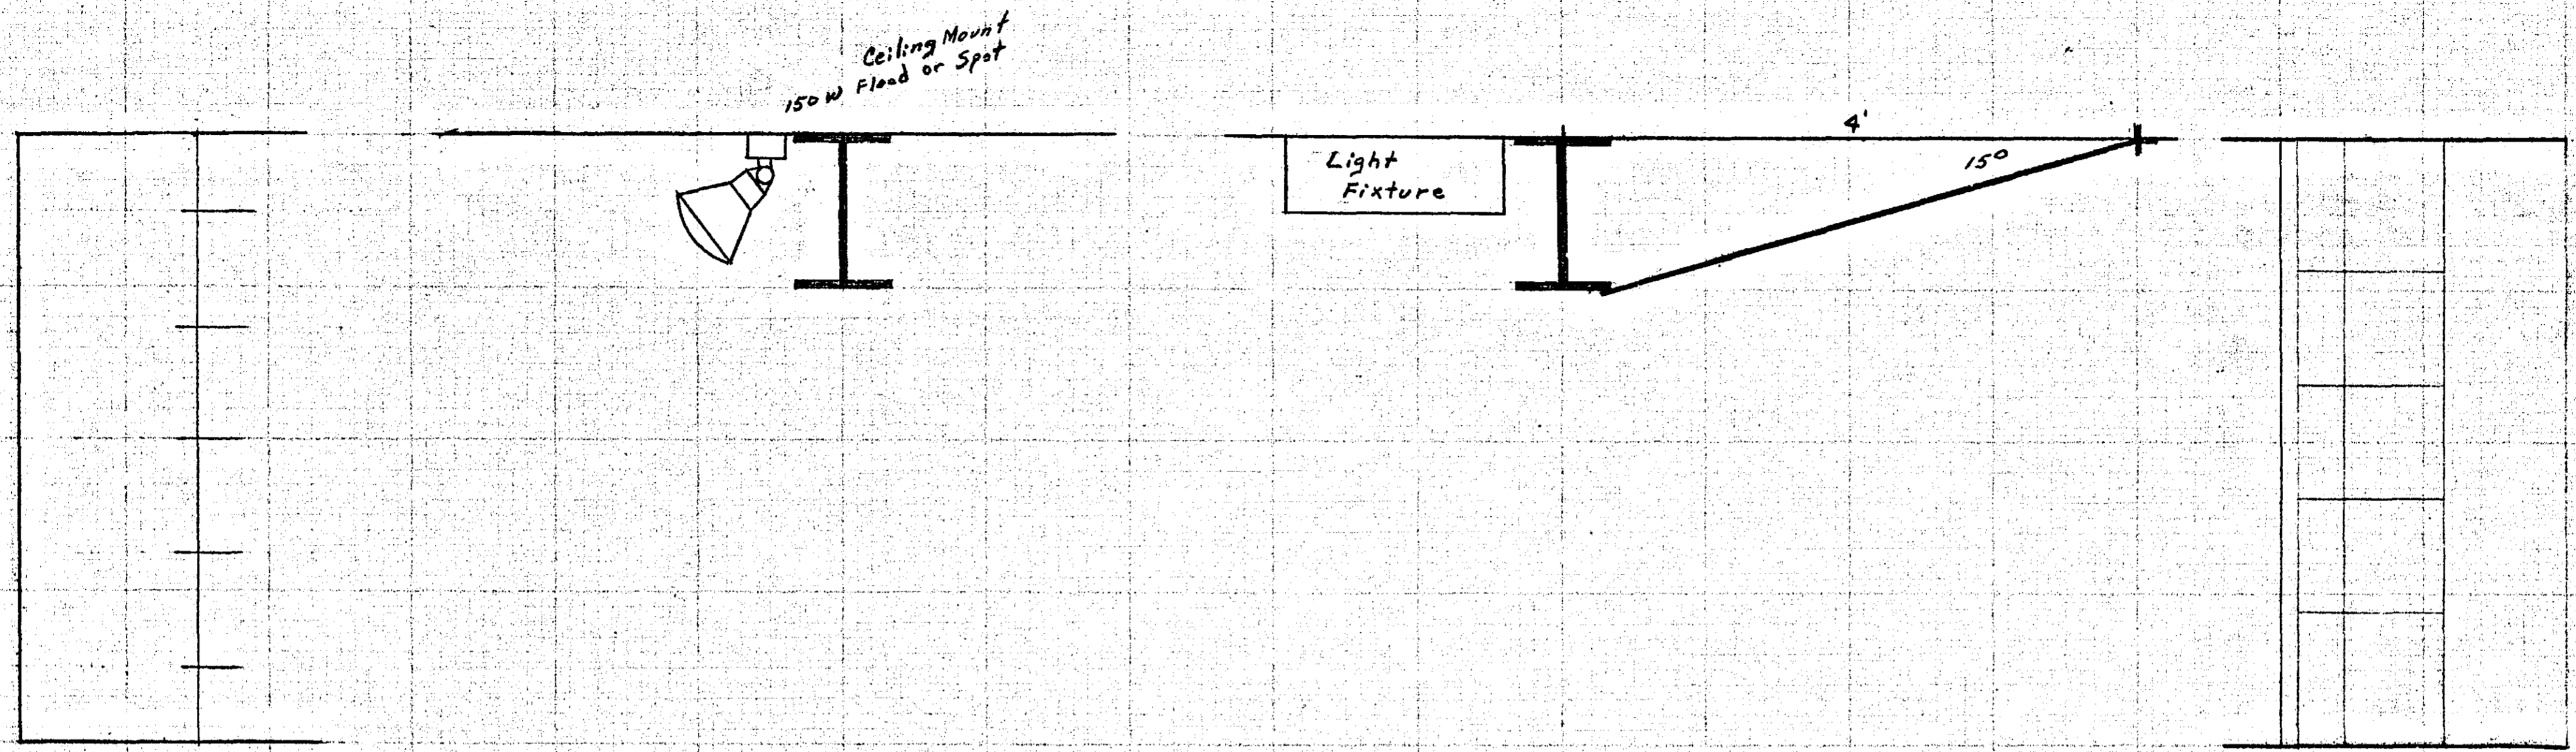 Ceiling Mount
150 W Flood or Spot
Light
Fixture
4'
15°